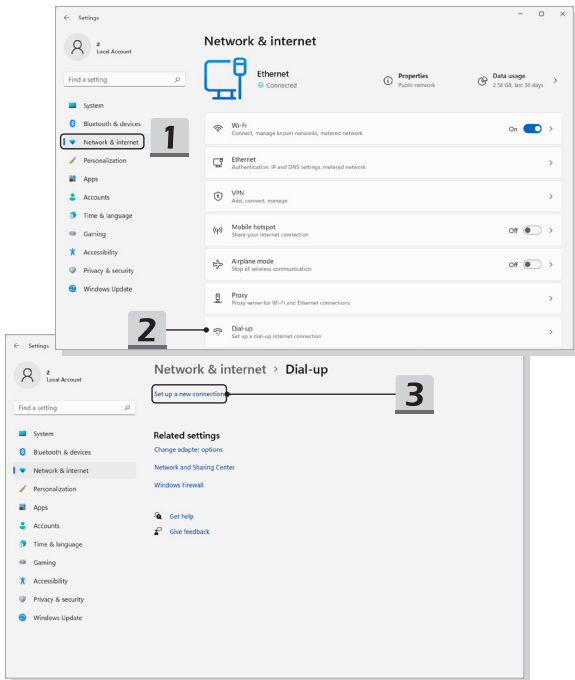 ← Settings
z
Local Account
Find a setting
System
Bluetooth & devices
Network & internet
Personalization
Apps
Accounts
Time & language
Gaming
Accessibility
Privacy & security
Windows Update
1
Network & internet
Ethernet
Connected
Properties
Public network
Data usage
2.58 GB, last 30 days
Wi-Fi
Connect, manage known networks, metered network
On
Ethernet
Authentication, IP and DNS settings, metered network
VPN
Add, connect, manage
Mobile hotspot
Share your internet connection
Off
Airplane mode
Stop all wireless communication
Off
Proxy
Proxy server for Wi-Fi and Ethernet connections
2
Dial-up
Set up a dial-up internet connection
← Settings
z
Local Account
Find a setting
System
Bluetooth & devices
Network & internet
Personalization
Apps
Accounts
Time & language
Gaming
Accessibility
Privacy & security
Windows Update
Network & internet > Dial-up
Set up a new connection
3
Related settings
Change adapter options
Network and Sharing Center
Windows Firewall
Get help
Give feedback